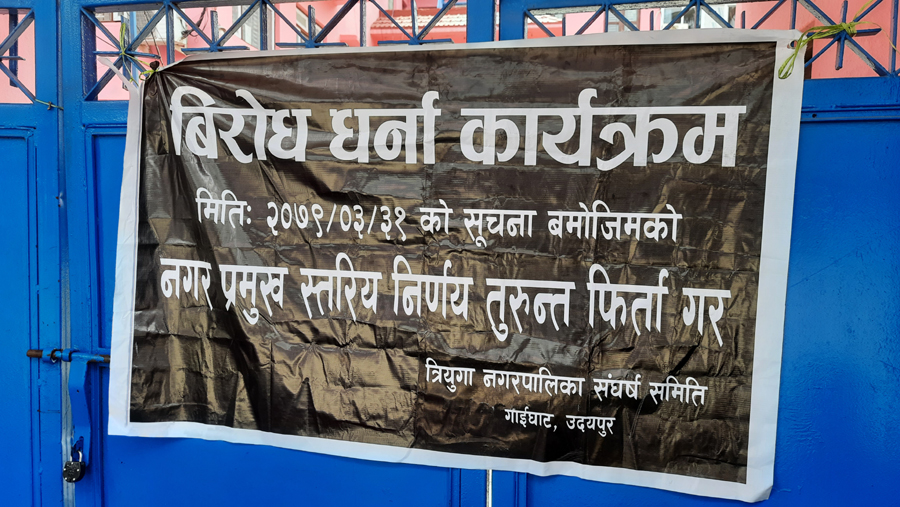 बिरोध धर्ना कार्यक्रम
मितिः २०७९/०३/३१ को सूचना बमोजिमको
नगर प्रमुख स्तरिय निर्णय तुरुन्त फिर्ता गर
त्रियुगा नगरपालिका संघर्ष समिति
गाईघाट, उदयपुर